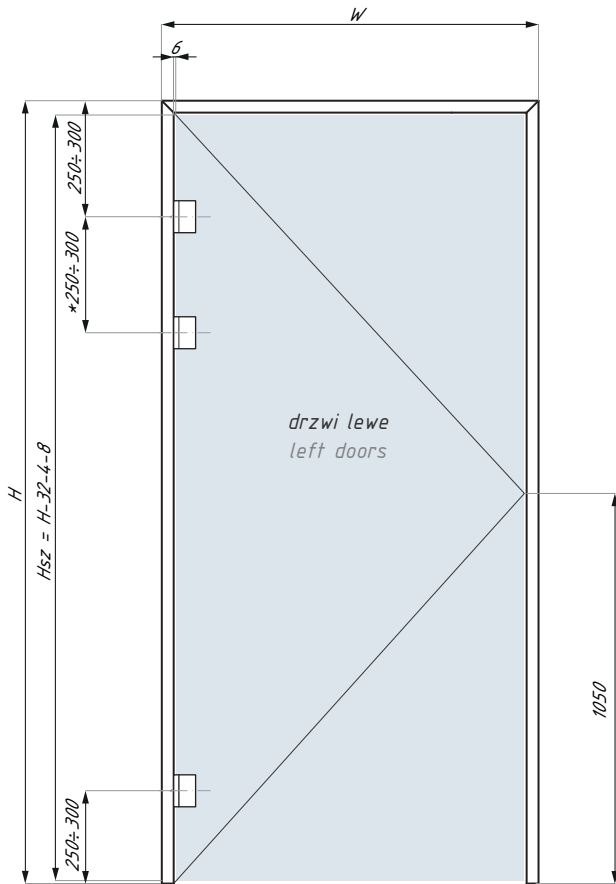 W
6
250÷300
*250÷300
H
Hsz = H-32-4-8
drzwi lewe
left doors
1050
250÷300